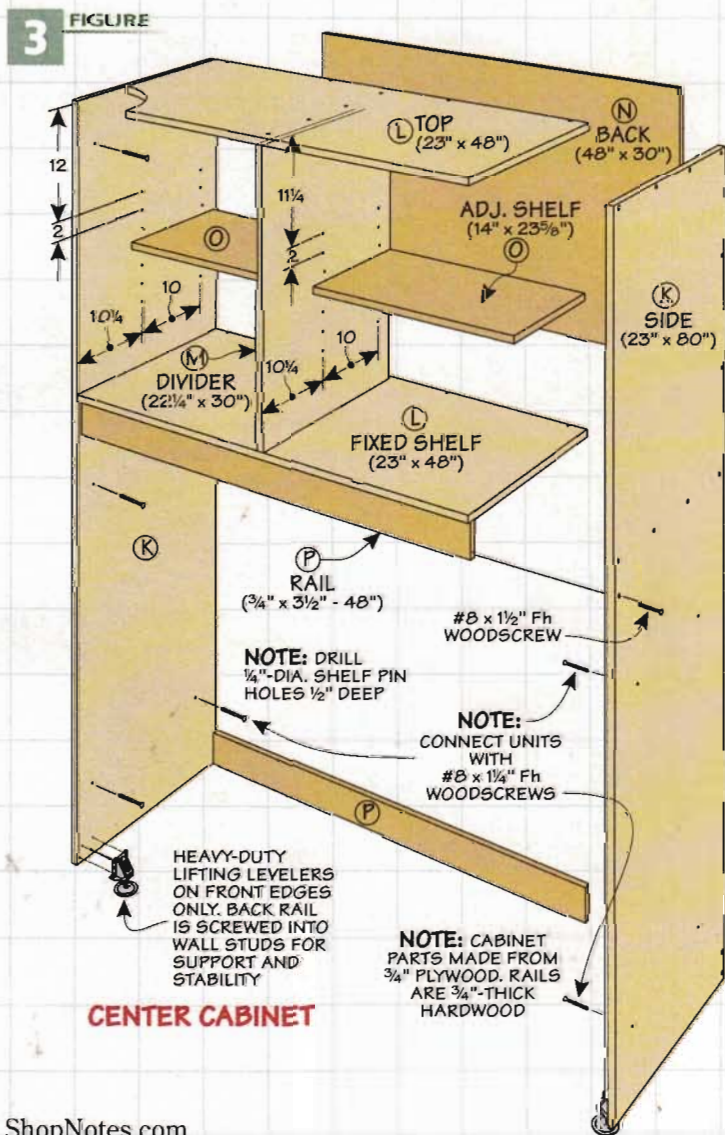 3 FIGURE
L TOP
(23" x 48")
N
BACK
(48" x 30")
12
2
11¼
2
ADJ. SHELF
(14" x 23⅝")
O
O
K
SIDE
(23" x 80")
10¼
10
M
DIVIDER
(22¼" x 30")
10¼
10
L
FIXED SHELF
(23" x 48")
K
P
RAIL
(¾" x 3½" - 48")
#8 x 1½" Fh
WOODSCREW
NOTE: DRILL
¼"-DIA. SHELF PIN
HOLES ½" DEEP
NOTE:
CONNECT UNITS
WITH
#8 x 1¼" Fh
WOODSCREWS
P
HEAVY-DUTY
LIFTING LEVELERS
ON FRONT EDGES
ONLY. BACK RAIL
IS SCREWED INTO
WALL STUDS FOR
SUPPORT AND
STABILITY
NOTE: CABINET
PARTS MADE FROM
¾" PLYWOOD. RAILS
ARE ¾"-THICK
HARDWOOD
CENTER CABINET
ShopNotes.com